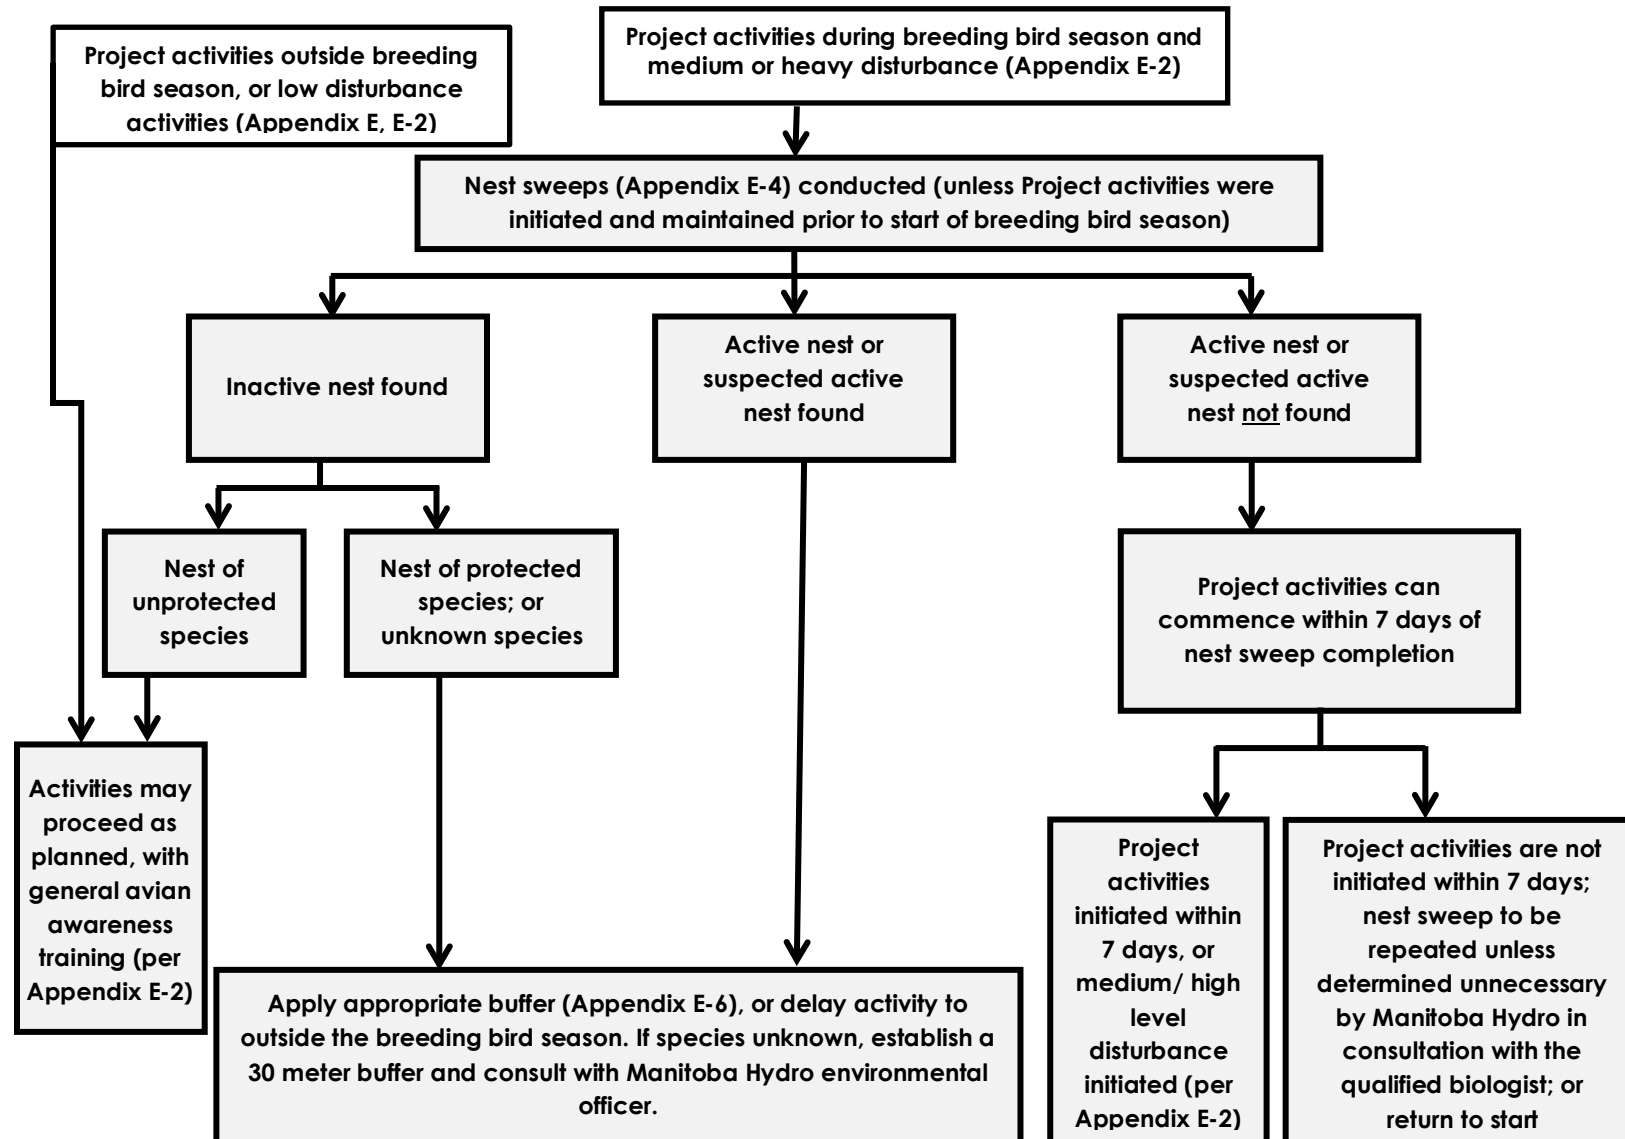 Project activities outside breeding
bird season, or low disturbance
activities (Appendix E, E-2)
Project activities during breeding bird season and
medium or heavy disturbance (Appendix E-2)
Nest sweeps (Appendix E-4) conducted (unless Project activities were
initiated and maintained prior to start of breeding bird season)
Inactive nest found
Active nest or
suspected active
nest found
Active nest or
suspected active
nest not found
Nest of
unprotected
species
Nest of protected
species; or
unknown species
Project activities can
commence within 7 days of
nest sweep completion
Activities may
proceed as
planned, with
general avian
awareness
training (per
Appendix E-2)
Apply appropriate buffer (Appendix E-6), or delay activity to
outside the breeding bird season. If species unknown, establish a
30 meter buffer and consult with Manitoba Hydro environmental
officer.
Project
activities
initiated within
7 days, or
medium/ high
level
disturbance
initiated (per
Appendix E-2)
Project activities are not
initiated within 7 days;
nest sweep to be
repeated unless
determined unnecessary
by Manitoba Hydro in
consultation with the
qualified biologist; or
return to start